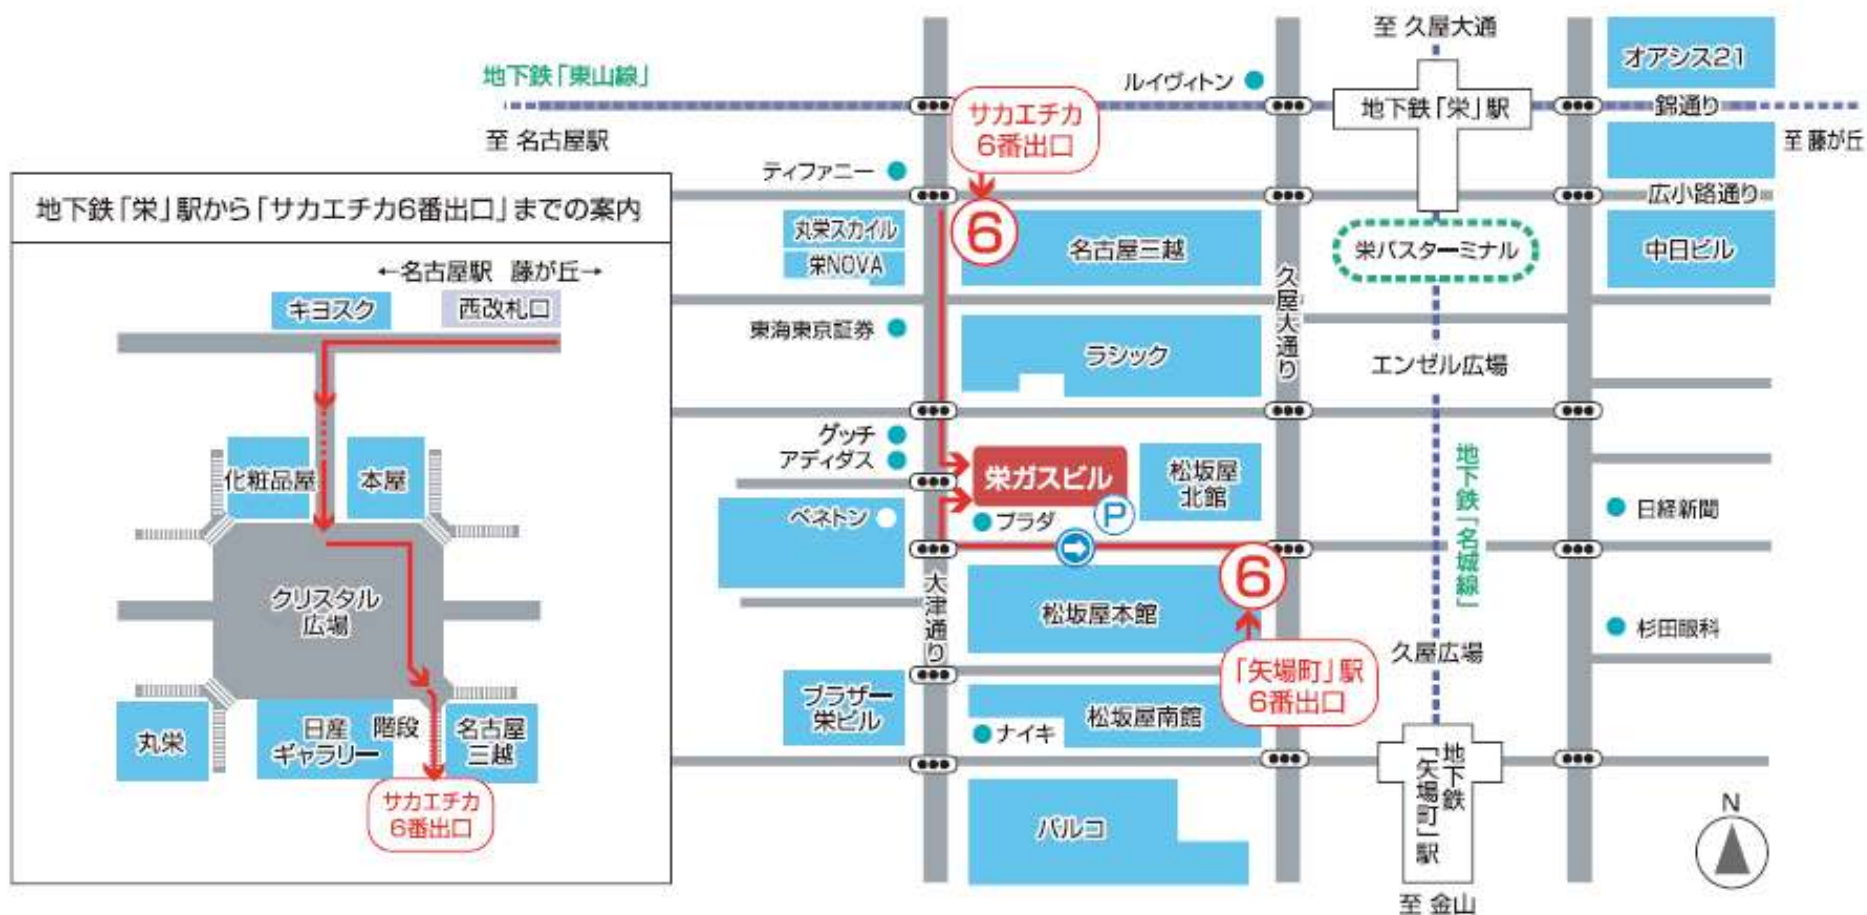 地下鉄「東山線」
至 名古屋駅
サカエチカ
6番出口
ルイヴィトン
至 久屋大通
地下鉄「栄」駅
オアシス21
錦通り
至 藤が丘
ティファニー
広小路通り
丸栄スカイル
栄NOVA
6
名古屋三越
栄バスターミナル
中日ビル
久屋大通り
東海東京証券
ラシック
エンゼル広場
グッチ
アディダス
栄ガスビル
松坂屋
北館
地下鉄「名城線」
ベネトン
プラダ
P
日経新聞
6
大津通り
松坂屋本館
杉田眼科
「矢場町」駅
6番出口
久屋広場
ブラザー
栄ビル
松坂屋南館
ナイキ
地下鉄
「矢場町」駅
パルコ
N
至 金山
地下鉄「栄」駅から「サカエチカ6番出口」までの案内
←名古屋駅 藤が丘→
キヨスク
西改札口
化粧品屋
本屋
クリスタル
広場
丸栄
日産
ギャラリー
階段
名古屋
三越
サカエチカ
6番出口